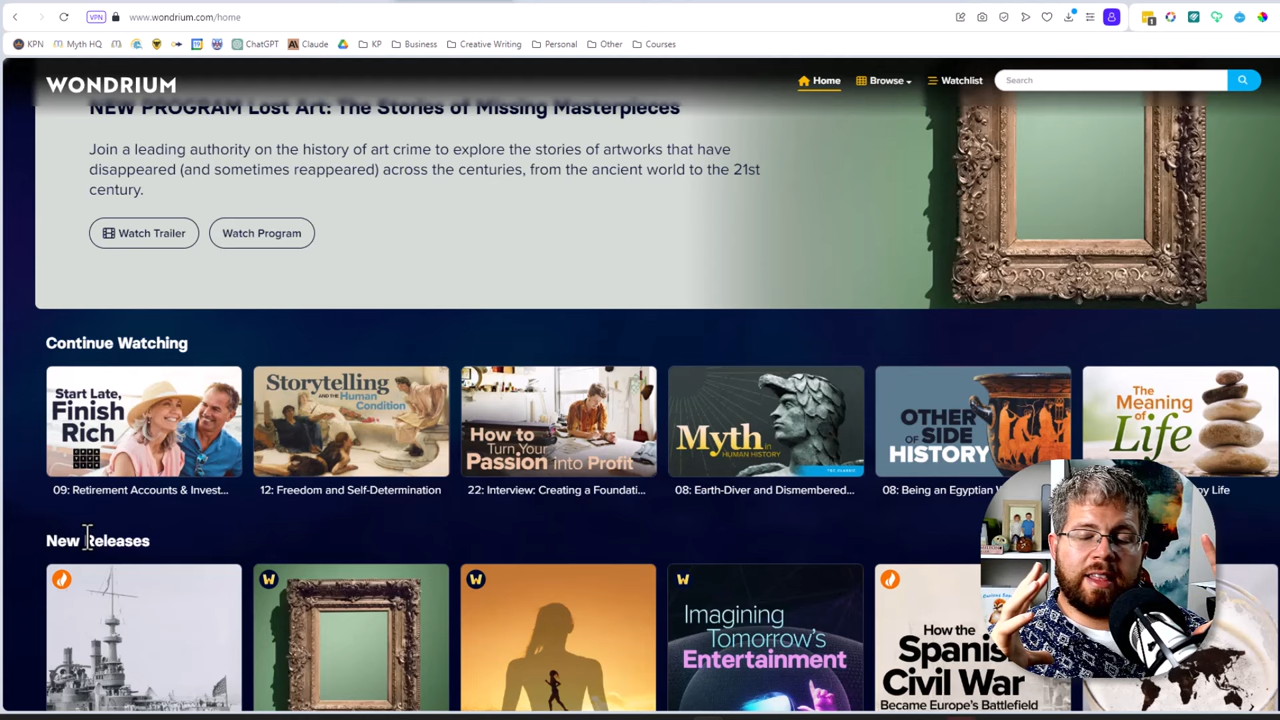 VPN
www.wondrium.com/home
KPN
Myth HQ
ChatGPT
Claude
KP
Business
Creative Writing
Personal
Other
Courses
WONDRIUM
Home
Browse
Watchlist
Search
NEW PROGRAM Lost Art: The Stories of Missing Masterpieces
Join a leading authority on the history of art crime to explore the stories of artworks that have
disappeared (and sometimes reappeared) across the centuries, from the ancient world to the 21st
century.
Watch Trailer
Watch Program
Continue Watching
Start Late,
Finish
Rich
Storytelling
AND THE Human
Condition
How to
Turn Your
Passion into Profit
Myth in
HUMAN HISTORY
THE CLASSIC
OTHER
SIDE
OF
HISTORY
The
Meaning
of
Life
09: Retirement Accounts & Invest...
12: Freedom and Self-Determination
22: Interview: Creating a Foundati...
08: Earth-Diver and Dismembered...
08: Being an Egyptian
Life
New Releases
W
W
W
Imagining
Tomorrow's
Entertainment
How the
Spanis
Civil War
Became Europe's Battlefield